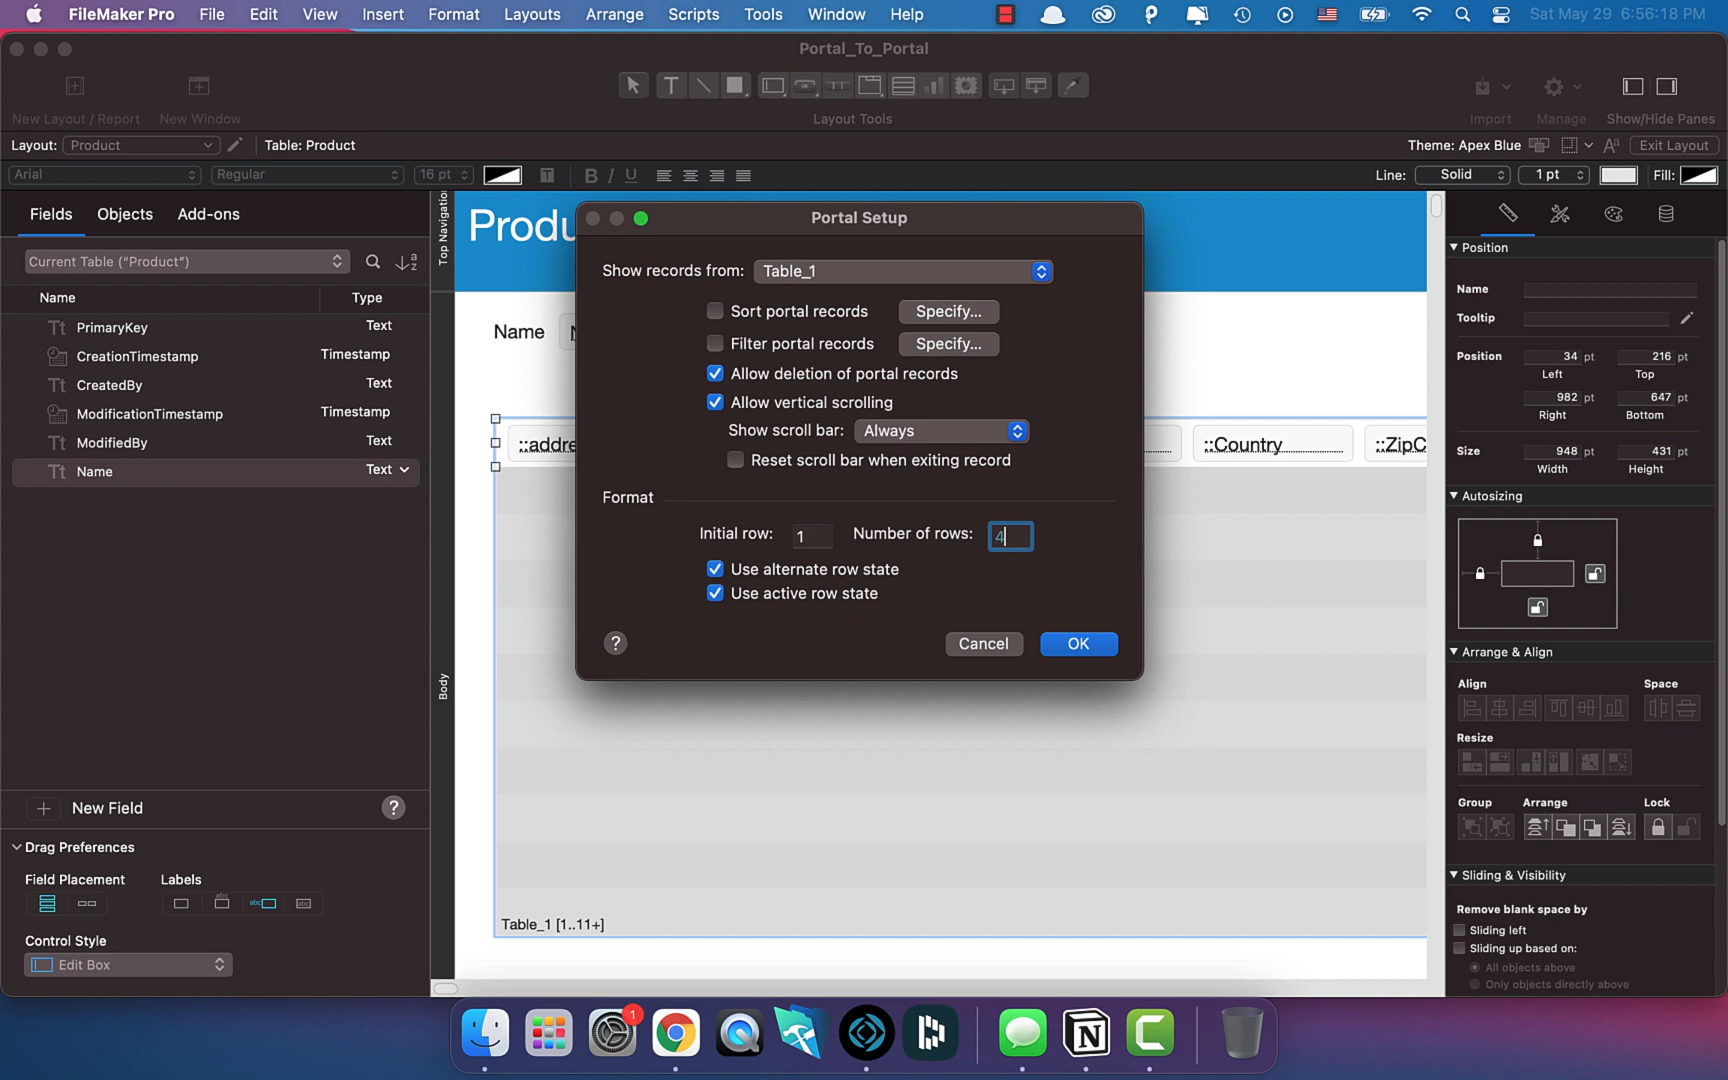 FileMaker Pro File Edit View Insert Format Layouts Arrange Scripts Tools Window Help Sat May 29 6:56:18 PM
Portal_To_Portal
New Layout / Report New Window Layout Tools Import Manage Show/Hide Panes
Layout: Product Table: Product Theme: Apex Blue Exit Layout
Arial Regular 16 pt B I U Line: Solid 1 pt Fill:
Fields Objects Add-ons
Current Table (“Product”)
Name Type
PrimaryKey Text
CreationTimestamp Timestamp
CreatedBy Text
ModificationTimestamp Timestamp
ModifiedBy Text
Name Text
New Field ?
Drag Preferences
Field Placement Labels
Control Style
Edit Box
Top Navigation
Body
Produ
Name
::addre
::Country
::ZipC
Table_1 [1..11+]
Portal Setup
Show records from: Table_1
Sort portal records Specify...
Filter portal records Specify...
Allow deletion of portal records
Allow vertical scrolling
Show scroll bar: Always
Reset scroll bar when exiting record
Format
Initial row: 1 Number of rows: 4
Use alternate row state
Use active row state
? Cancel OK
Position
Name
Tooltip
Position 34 pt 216 pt
Left Top
982 pt 647 pt
Right Bottom
Size 948 pt 431 pt
Width Height
Autosizing
Arrange & Align
Align Space
Resize
Group Arrange Lock
Sliding & Visibility
Remove blank space by
Sliding left
Sliding up based on:
All objects above
Only objects directly above
1